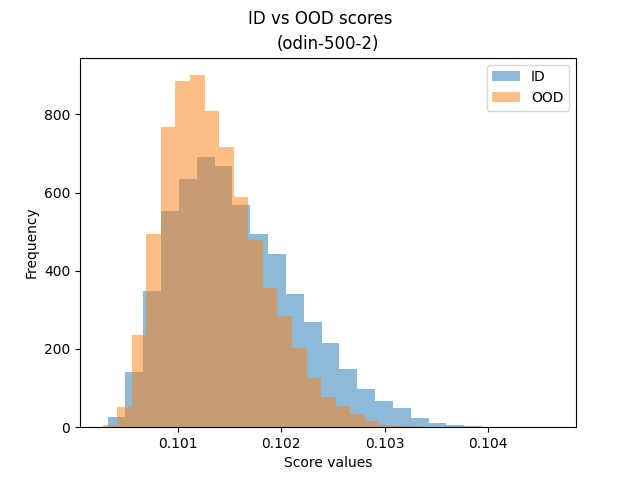 ID vs OOD scores
(odin-500-2)
ID
OOD
800
600
400
200
0
Frequency
0.101 0.102 0.103 0.104
Score values